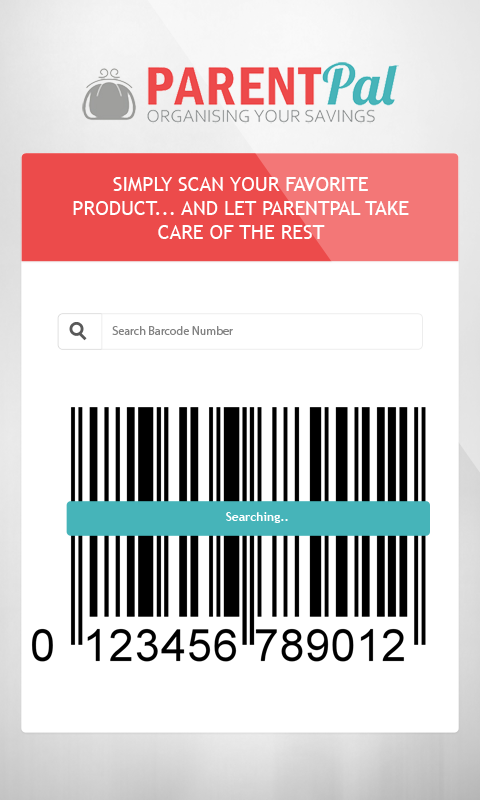 PARENTPal
ORGANISING YOUR SAVINGS
SIMPLY SCAN YOUR FAVORITE
PRODUCT... AND LET PARENTPAL TAKE
CARE OF THE REST
Search Barcode Number
Searching..
0 123456 789012